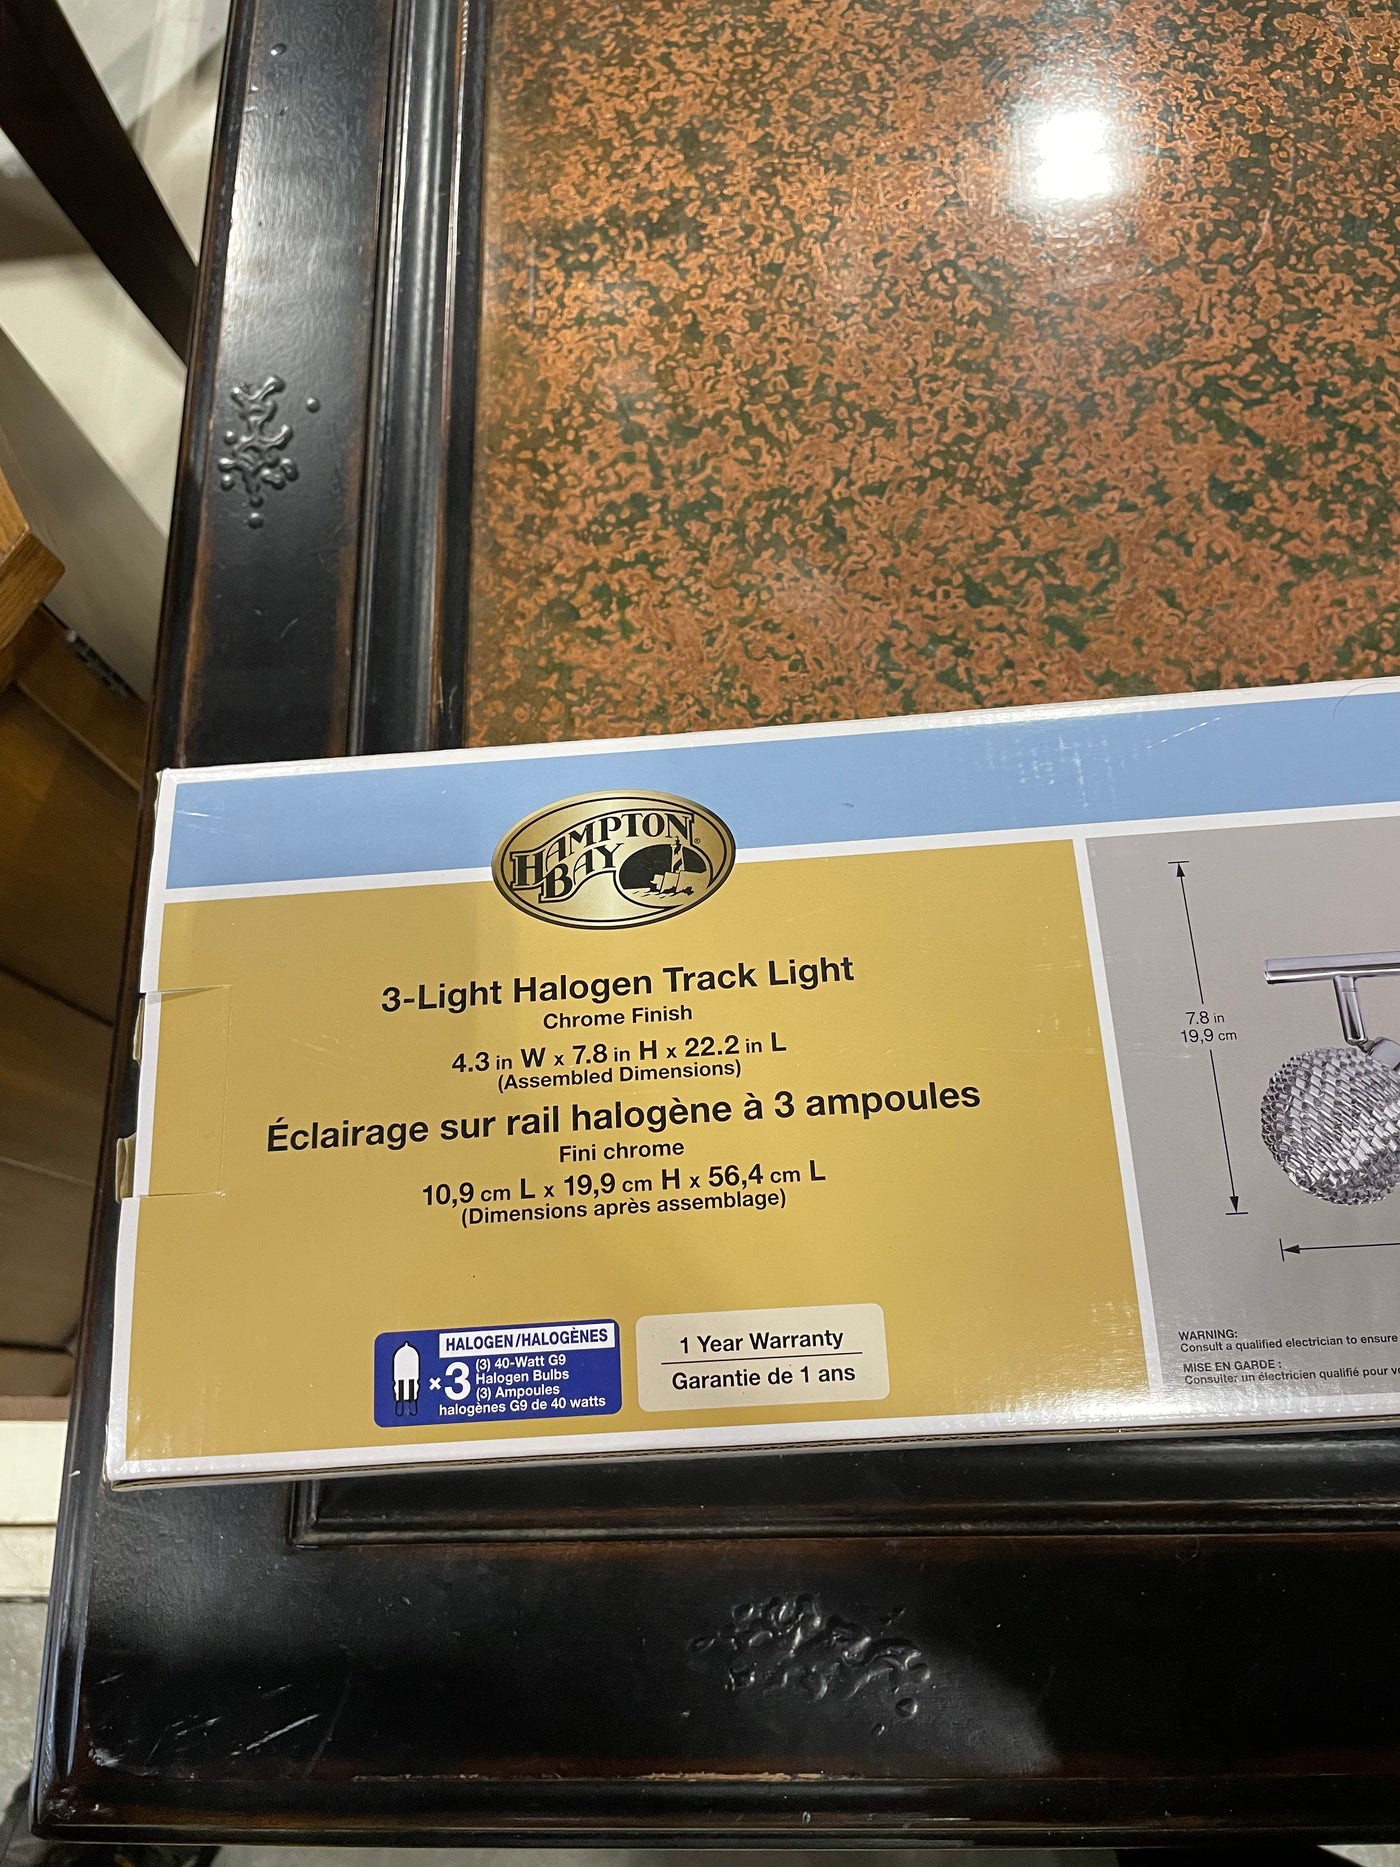 HAMPTON
BAY
®
3-Light Halogen Track Light
Chrome Finish
4.3 in W x 7.8 in H x 22.2 in L
(Assembled Dimensions)
Éclairage sur rail halogène à 3 ampoules
Fini chrome
10,9 cm L x 19,9 cm H x 56,4 cm L
(Dimensions après assemblage)
HALOGEN/HALOGÈNES
×3
(3) 40-Watt G9
Halogen Bulbs
(3) Ampoules
halogènes G9 de 40 watts
1 Year Warranty
Garantie de 1 ans
7.8 in
19,9 cm
WARNING:
Consult a qualified electrician to ensure
MISE EN GARDE :
Consulter un électricien qualifié pour